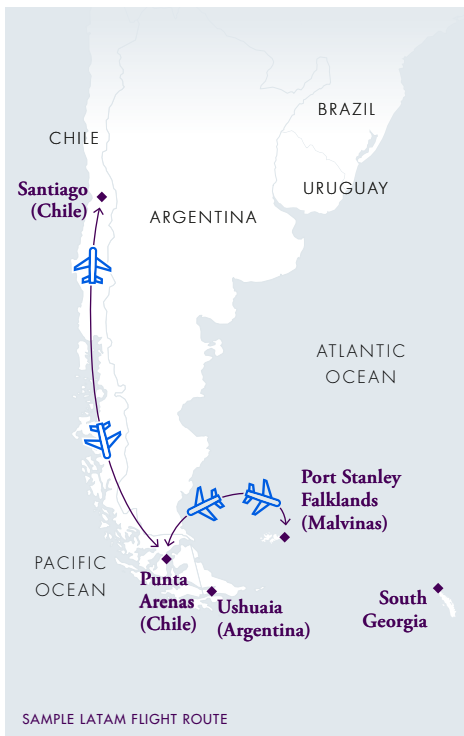 BRAZIL
CHILE
Santiago
(Chile)
URUGUAY
ARGENTINA
ATLANTIC
OCEAN
Port Stanley
Falklands
(Malvinas)
PACIFIC
OCEAN
Punta
Arenas
(Chile)
Ushuaia
(Argentina)
South
Georgia
SAMPLE LATAM FLIGHT ROUTE